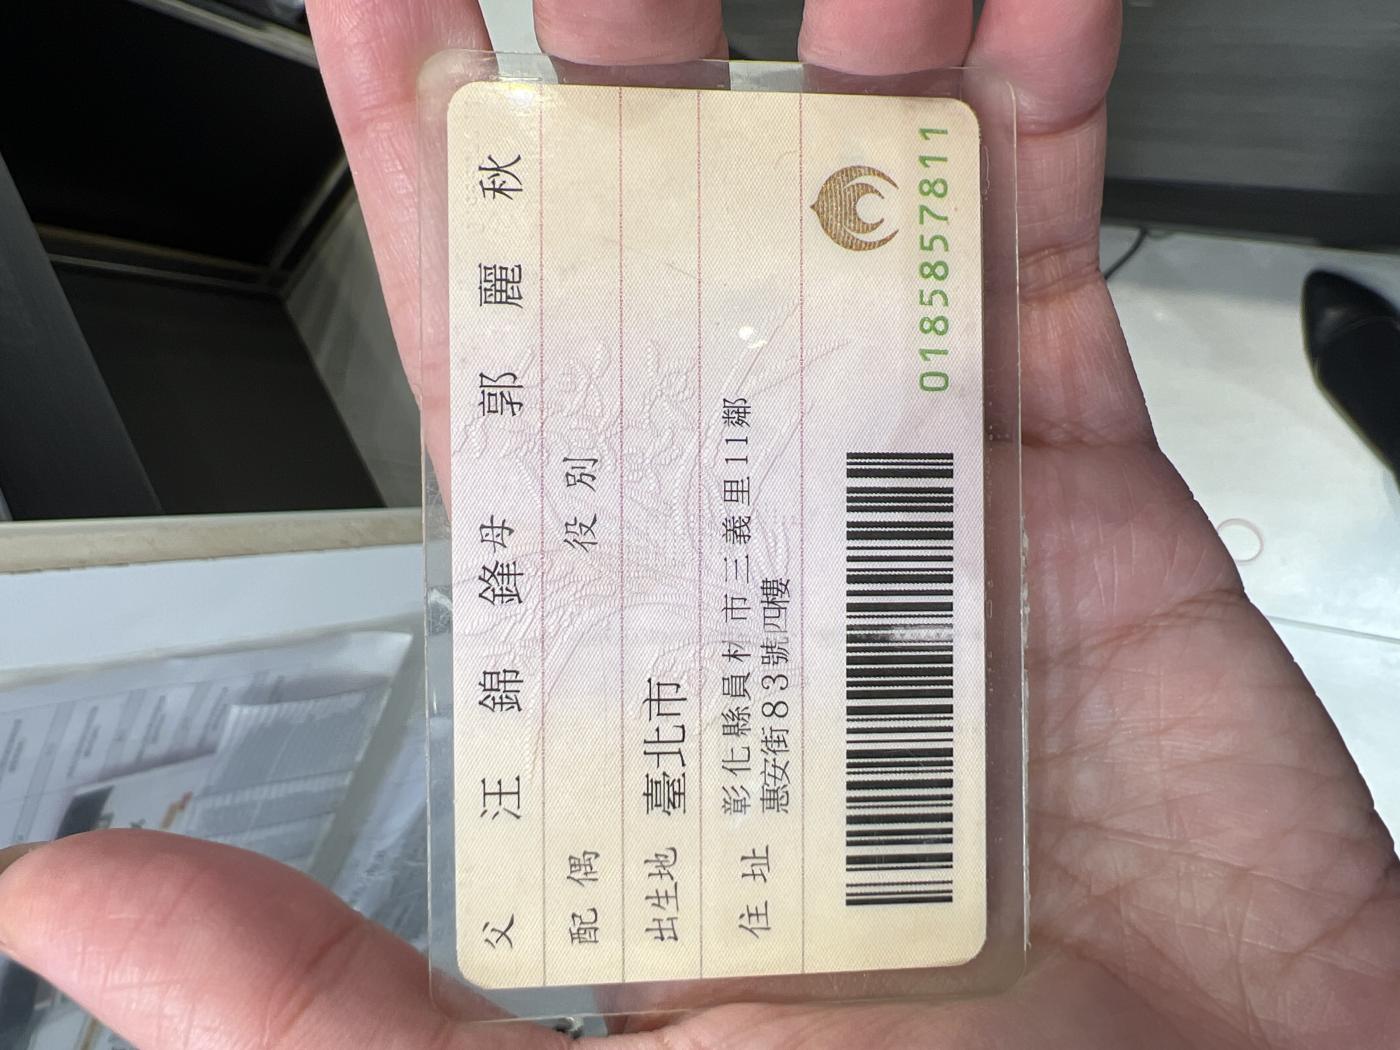 父 汪 錦 鋒 母 郭 麗 秋
配偶 役別
出生地 臺北市
住址 彰化縣員林市三義里11鄰
惠安街83號四樓
0185857811